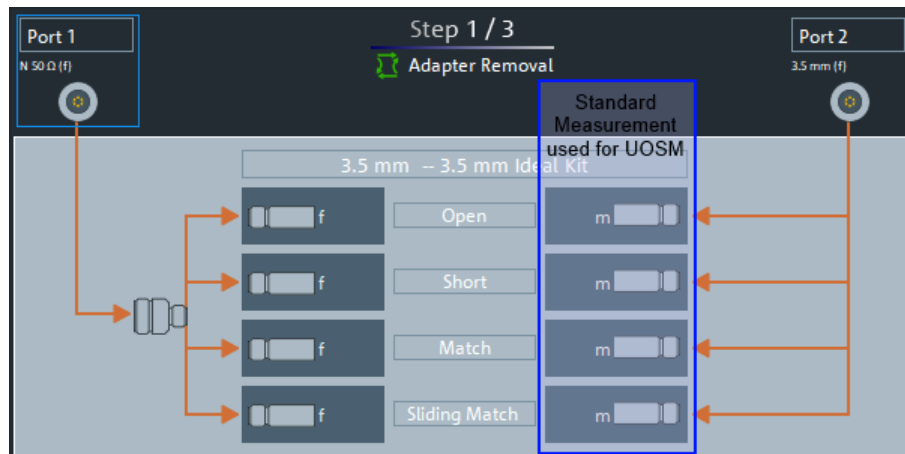 Port 1
Step 1 / 3
Port 2
N 50 Ω (f)
Adapter Removal
3.5 mm (f)
Standard
Measurement
used for UOSM
3.5 mm -- 3.5 mm Ideal Kit
f
Open
m
f
Short
m
f
Match
m
f
Sliding Match
m